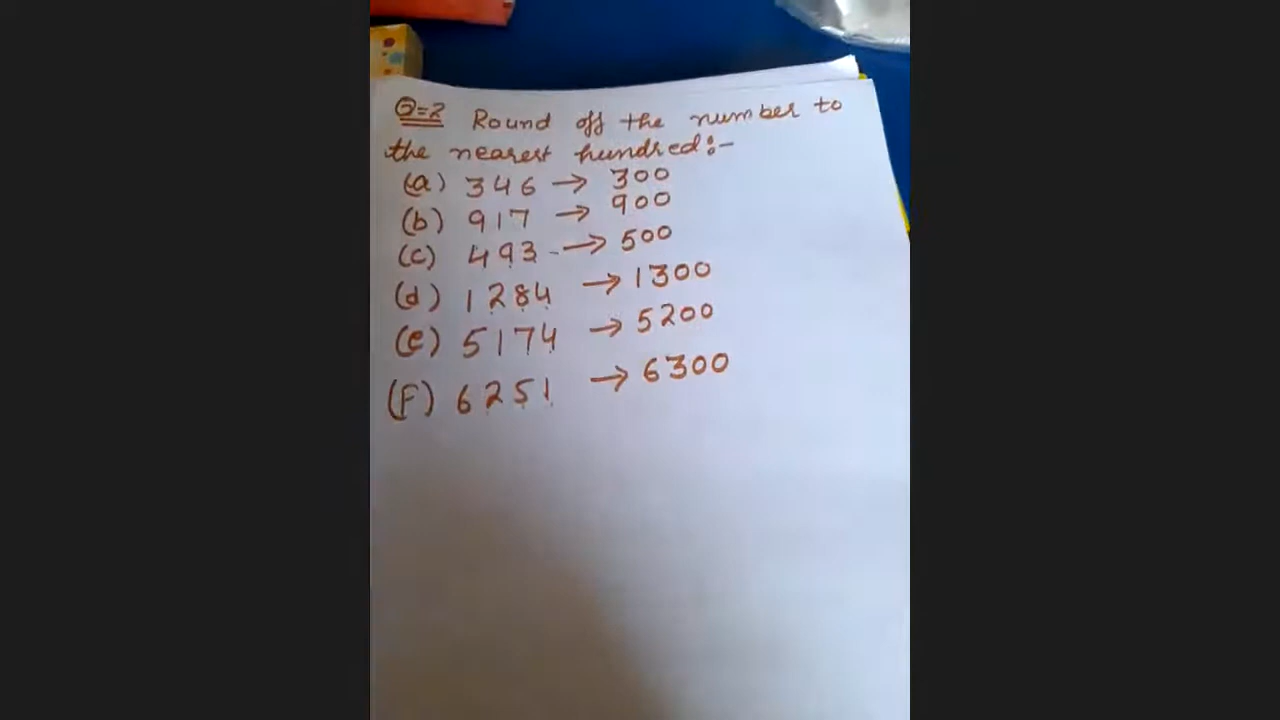 Q=2 Round off the number to
the nearest hundred:-
(a) 346 → 300
(b) 917 → 900
(c) 493 → 500
(d) 1284 → 1300
(e) 5174 → 5200
(F) 6251 → 6300